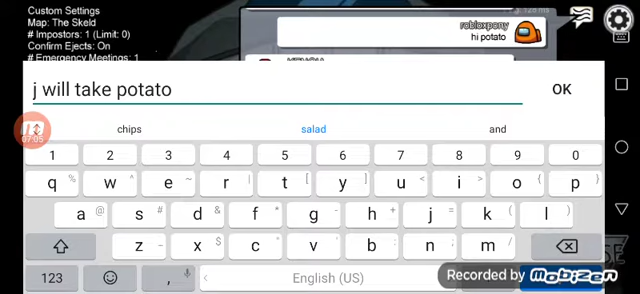 Custom Settings
Map: The Skeld
# Impostors: 1 (Limit: 0)
Confirm Ejects: On
# Emergency Meetings: 1
robloxpony
hi potato
j will take potato
OK
07:05
chips salad and
1 2 3 4 5 6 7 8 9 0
q % w ^ e ~ r | t [ y ] u < i > o { p }
a @ s # d & f * g - h + j = k ( l )
z x $ c " v ' b : n ; m /
123 , English (US)
Recorded by Mobizen